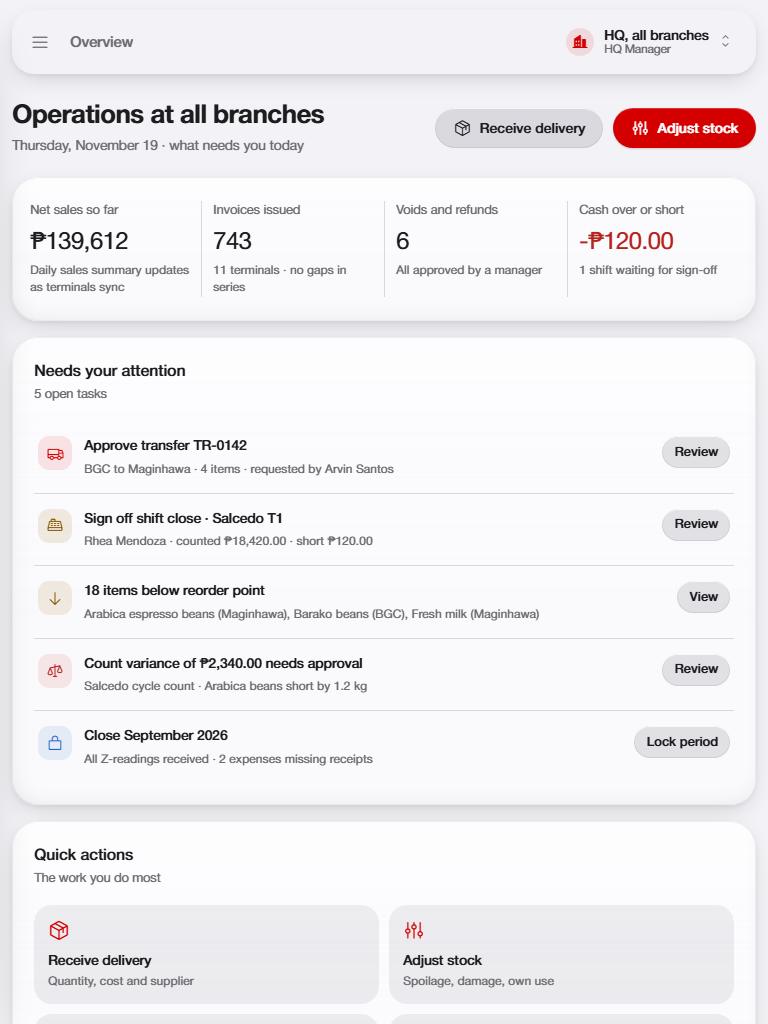 Overview
HQ, all branches
HQ Manager
Operations at all branches
Thursday, November 19 · what needs you today
Receive delivery
Adjust stock
Net sales so far
₱139,612
Daily sales summary updates
as terminals sync
Invoices issued
743
11 terminals · no gaps in
series
Voids and refunds
6
All approved by a manager
Cash over or short
-₱120.00
1 shift waiting for sign-off
Needs your attention
5 open tasks
Approve transfer TR-0142
BGC to Maginhawa · 4 items · requested by Arvin Santos
Review
Sign off shift close · Salcedo T1
Rhea Mendoza · counted ₱18,420.00 · short ₱120.00
Review
18 items below reorder point
Arabica espresso beans (Maginhawa), Barako beans (BGC), Fresh milk (Maginhawa)
View
Count variance of ₱2,340.00 needs approval
Salcedo cycle count · Arabica beans short by 1.2 kg
Review
Close September 2026
All Z-readings received · 2 expenses missing receipts
Lock period
Quick actions
The work you do most
Receive delivery
Quantity, cost and supplier
Adjust stock
Spoilage, damage, own use